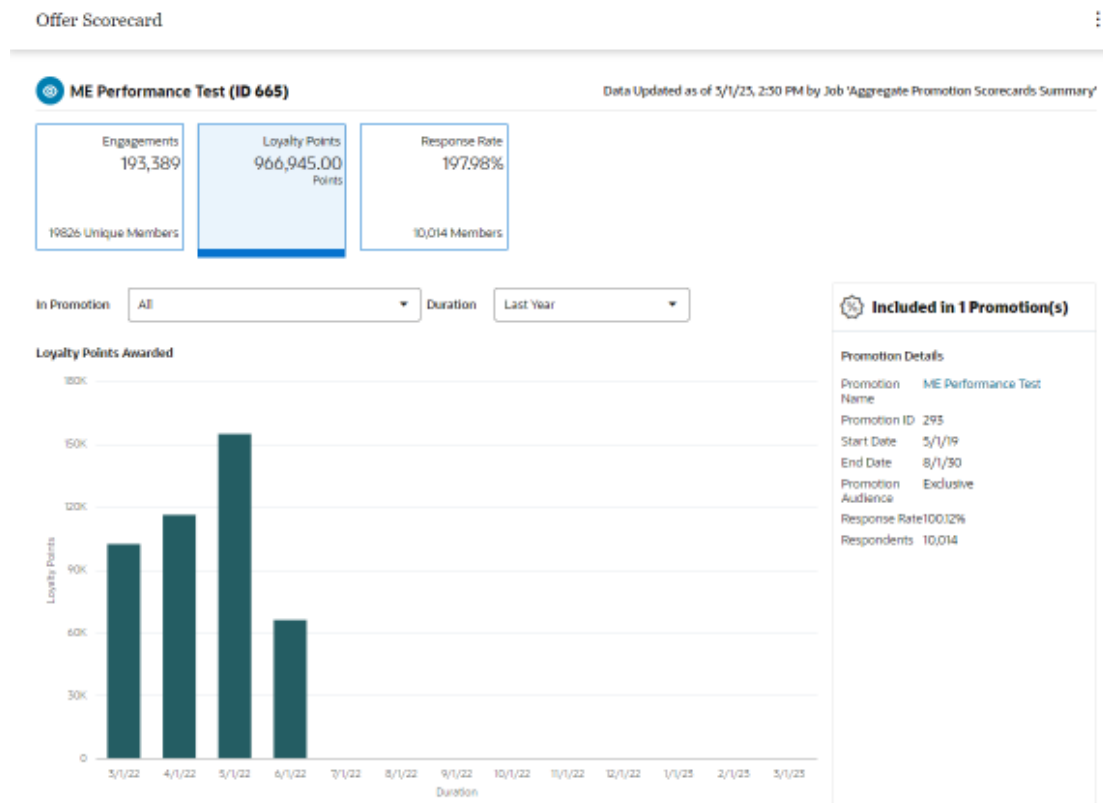 Offer Scorecard
ME Performance Test (ID 665)
Data Updated as of 3/1/23, 2:30 PM by Job 'Aggregate Promotion Scorecards Summary'
Engagements
193,389
19826 Unique Members
Loyalty Points
966,945.00
Points
Response Rate
197.98%
10,014 Members
In Promotion All Duration Last Year
Loyalty Points Awarded
180K
150K
120K
90K
60K
30K
0
Loyalty Points
3/1/22 4/1/22 5/1/22 6/1/22 7/1/22 8/1/22 9/1/22 10/1/22 11/1/22 12/1/22 1/1/23 2/1/23 3/1/23
Duration
Included in 1 Promotion(s)
Promotion Details
Promotion ME Performance Test
Name
Promotion ID 293
Start Date 5/1/19
End Date 8/1/30
Promotion Exclusive
Audience
Response Rate100.12%
Respondents 10,014